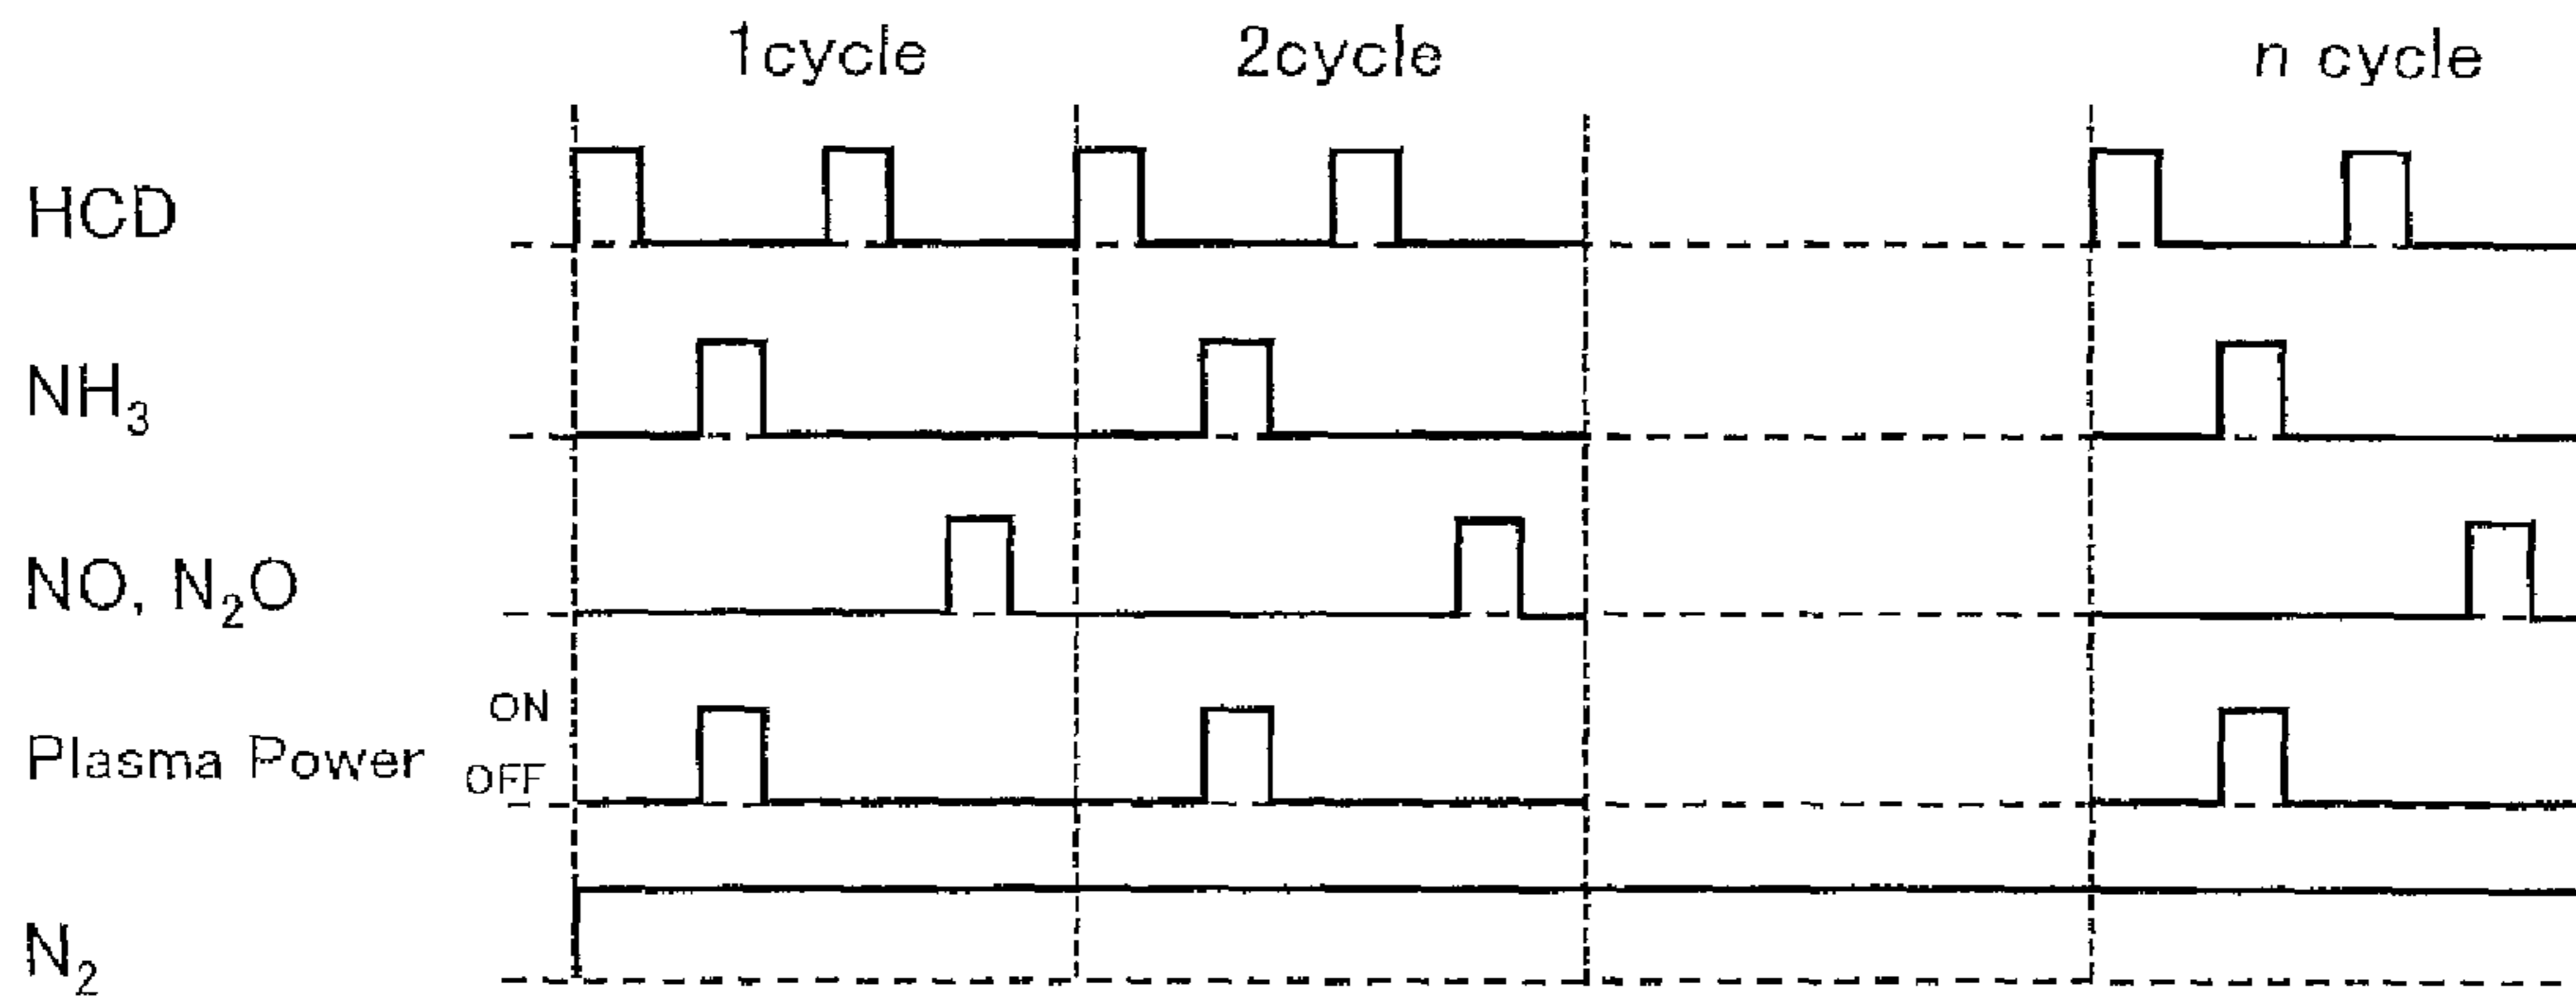 1cycle 2cycle n cycle
HCD
NH₃
NO, N₂O
ON
Plasma Power
OFF
N₂